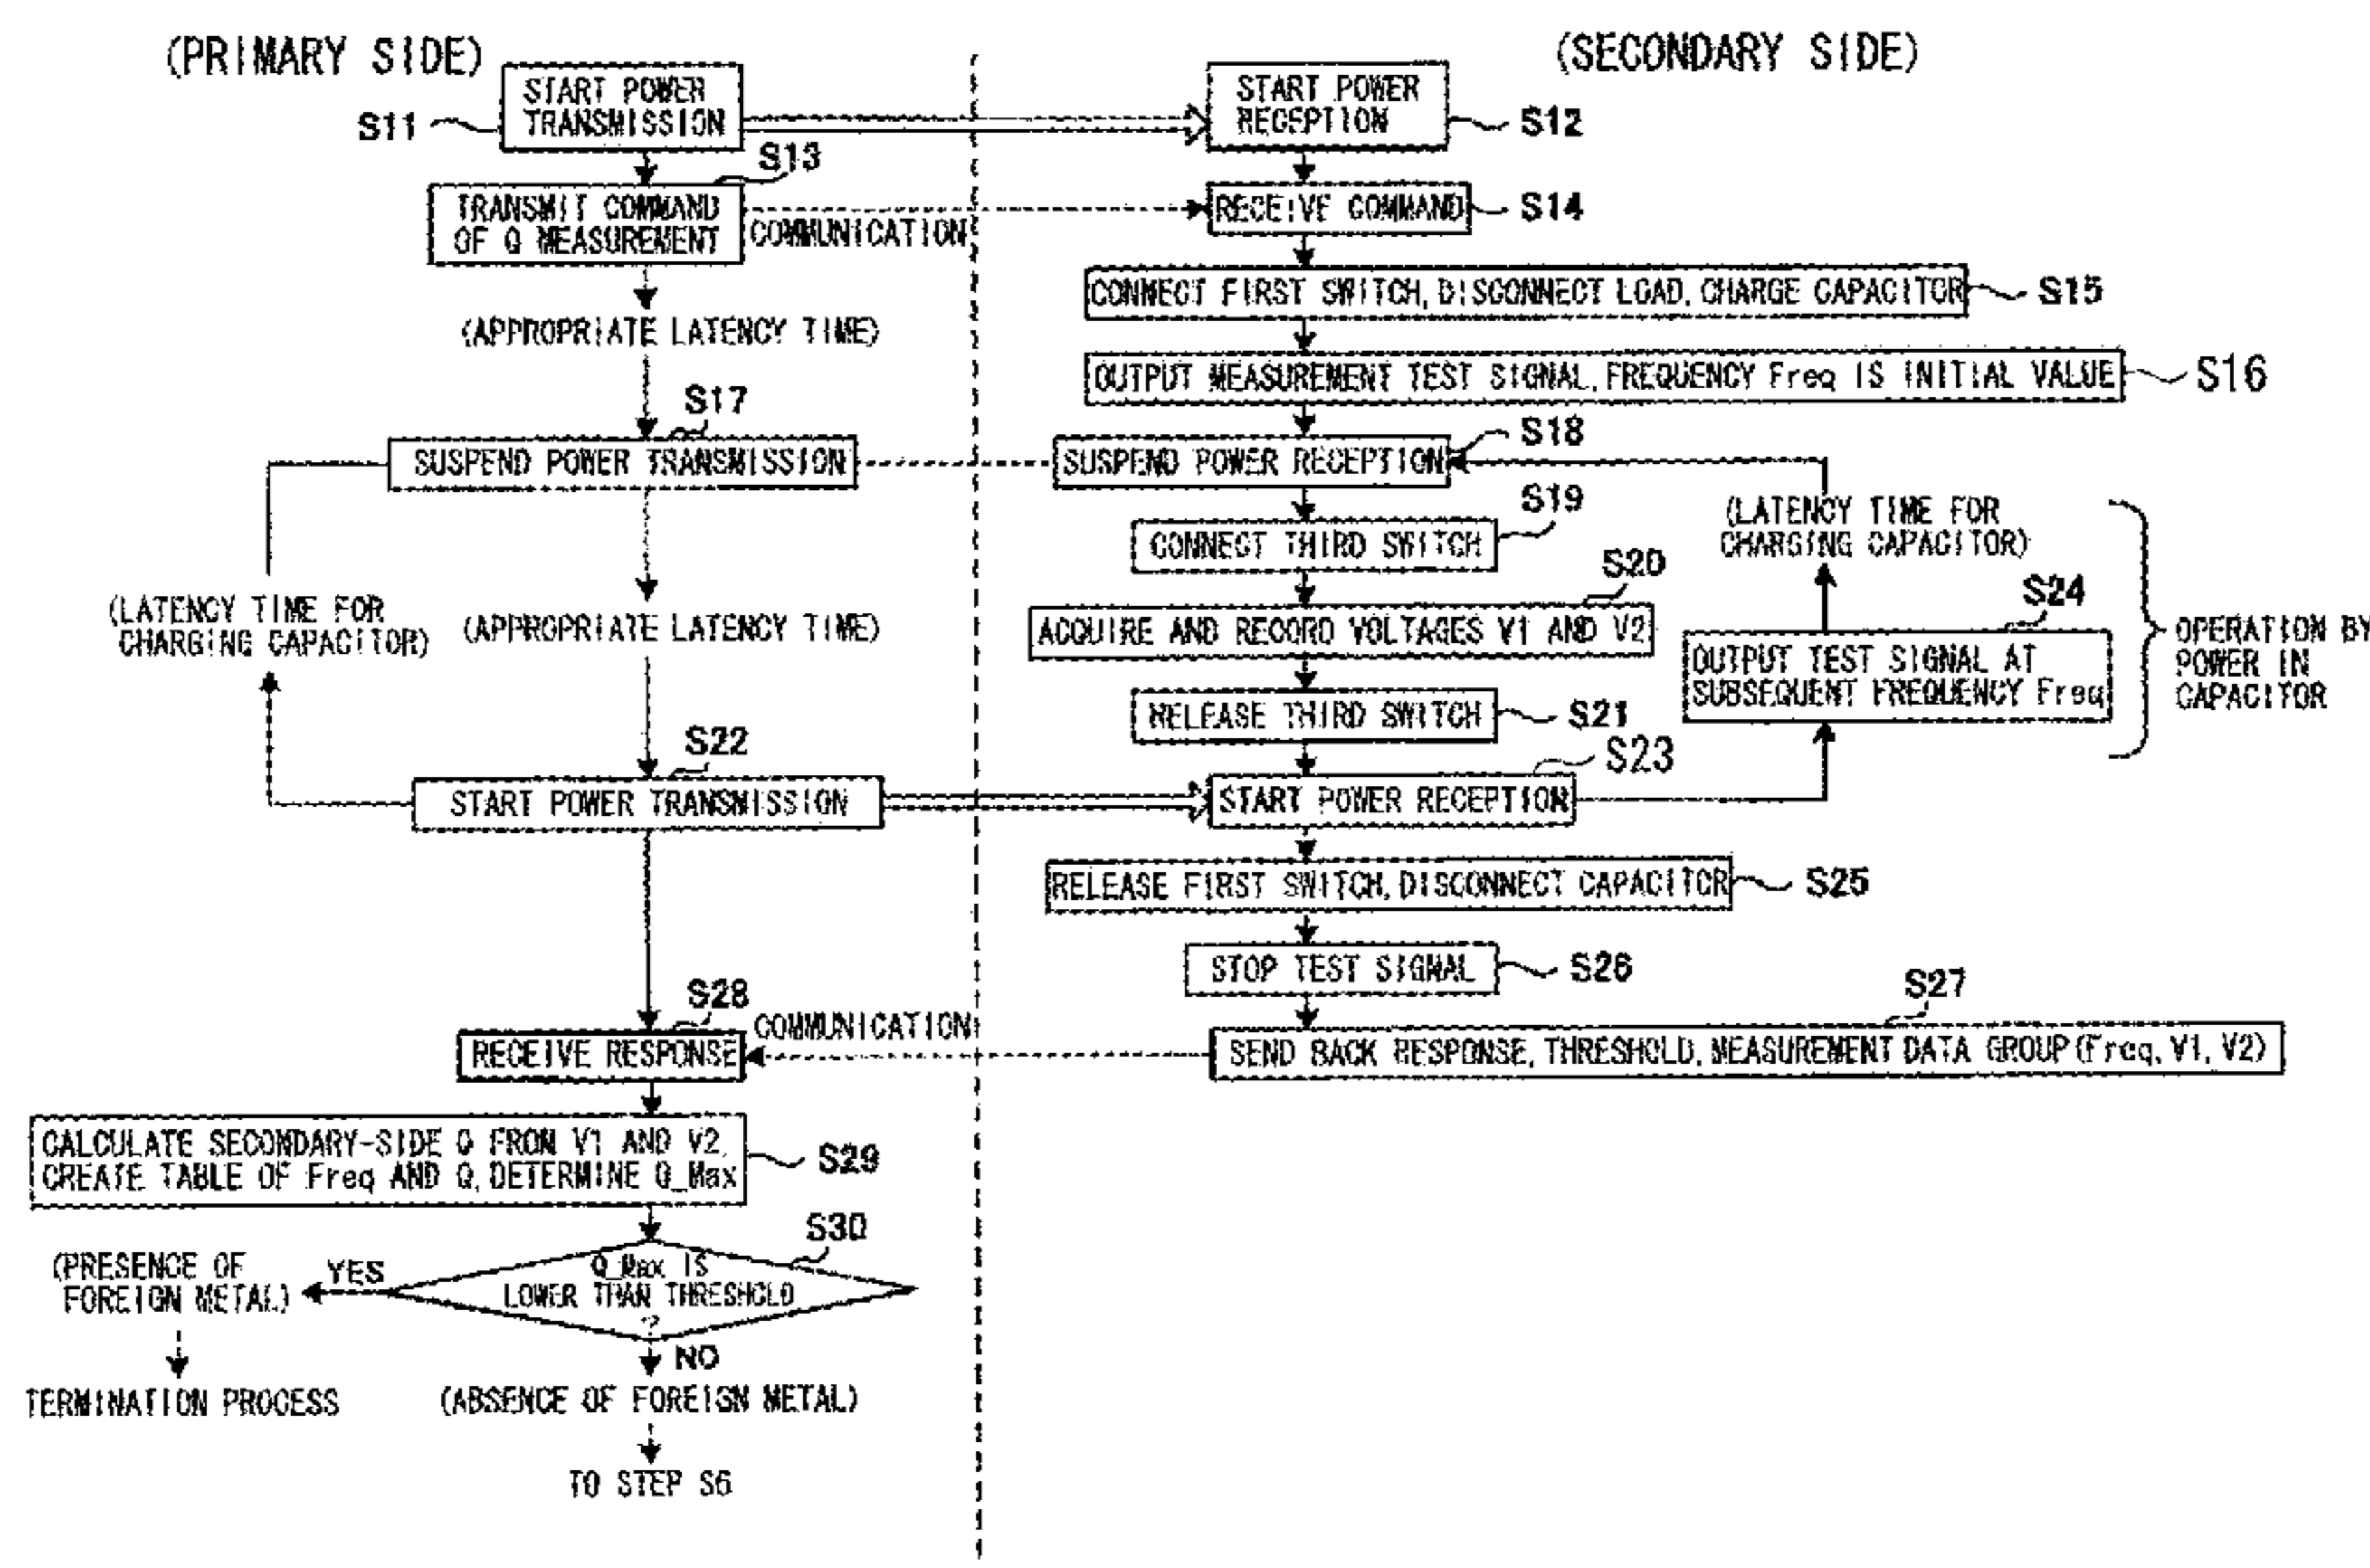 (PRIMARY SIDE)
(SECONDARY SIDE)
START POWER
TRANSMISSION
S11
START POWER
RECEPTION
S12
S13
TRANSMIT COMMAND
OF Q MEASUREMENT
COMMUNICATION
RECEIVE COMMAND
S14
CONNECT FIRST SWITCH, DISCONNECT LOAD, CHARGE CAPACITOR
S15
(APPROPRIATE LATENCY TIME)
OUTPUT MEASUREMENT TEST SIGNAL, FREQUENCY Freq IS INITIAL VALUE
S16
S17
SUSPEND POWER TRANSMISSION
S18
SUSPEND POWER RECEPTION
S19
CONNECT THIRD SWITCH
(LATENCY TIME FOR
CHARGING CAPACITOR)
S20
ACQUIRE AND RECORD VOLTAGES V1 AND V2
S24
OUTPUT TEST SIGNAL AT
SUBSEQUENT FREQUENCY Freq
OPERATION BY
POWER IN
CAPACITOR
(LATENCY TIME FOR
CHARGING CAPACITOR)
(APPROPRIATE LATENCY TIME)
RELEASE THIRD SWITCH
S21
S22
START POWER TRANSMISSION
S23
START POWER RECEPTION
RELEASE FIRST SWITCH, DISCONNECT CAPACITOR
S25
STOP TEST SIGNAL
S26
S27
SEND BACK RESPONSE, THRESHOLD, MEASUREMENT DATA GROUP (Freq, V1, V2)
S28
COMMUNICATION
RECEIVE RESPONSE
CALCULATE SECONDARY-SIDE Q FROM V1 AND V2,
CREATE TABLE OF Freq AND Q, DETERMINE Q_Max
S29
S30
Q_Max IS
LOWER THAN THRESHOLD
?
YES
(PRESENCE OF
FOREIGN METAL)
TERMINATION PROCESS
NO
(ABSENCE OF FOREIGN METAL)
TO STEP S6